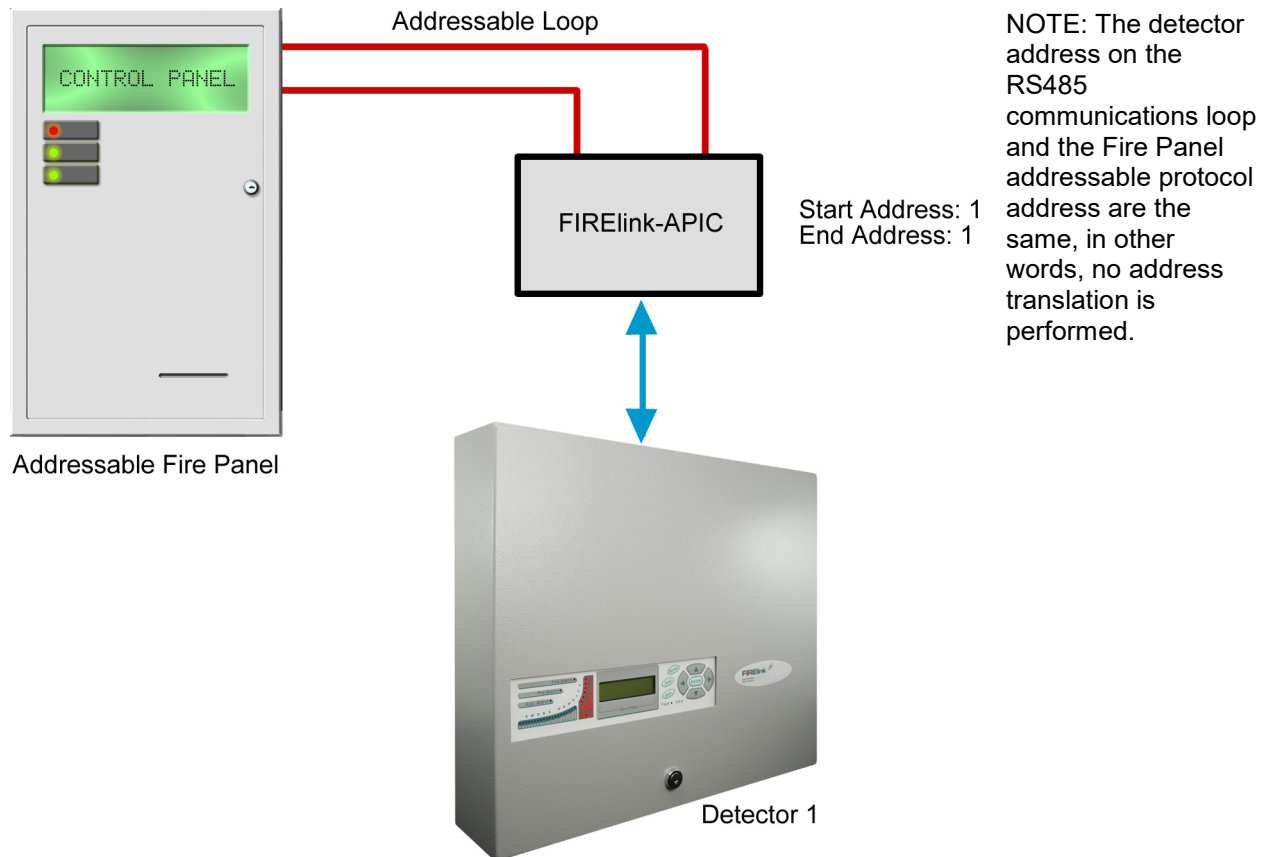 Addressable Loop
CONTROL PANEL
FIRElink-APIC
Start Address: 1
End Address: 1
NOTE: The detector
address on the
RS485
communications loop
and the Fire Panel
addressable protocol
address are the
same, in other
words, no address
translation is
performed.
Addressable Fire Panel
FIRElink
Detector 1